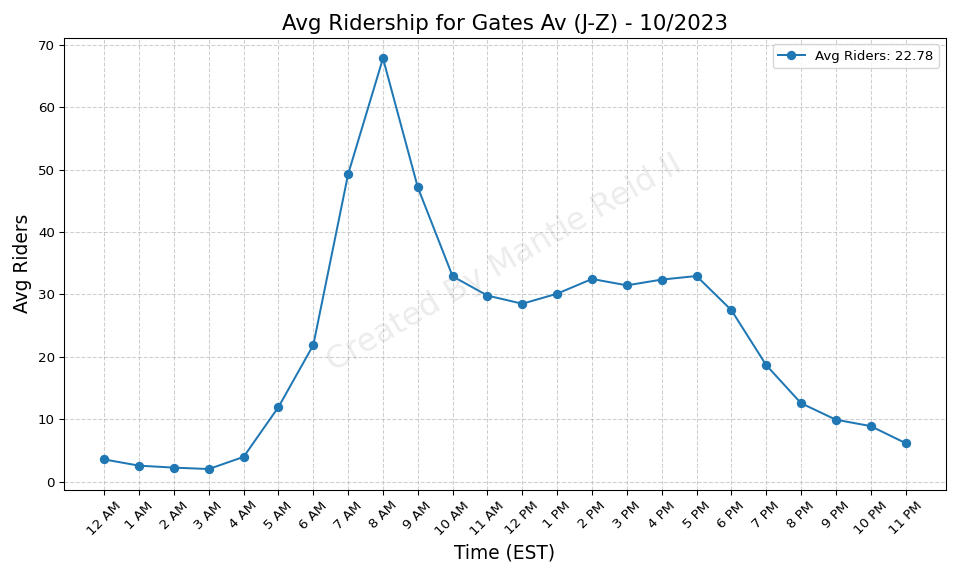 Avg Ridership for Gates Av (J-Z) - 10/2023
Avg Riders: 22.78
70
60
50
40
30
20
10
0
Avg Riders
Created By Mantie Reid II
12 AM
1 AM
2 AM
3 AM
4 AM
5 AM
6 AM
7 AM
8 AM
9 AM
10 AM
11 AM
12 PM
1 PM
2 PM
3 PM
4 PM
5 PM
6 PM
7 PM
8 PM
9 PM
10 PM
11 PM
Time (EST)